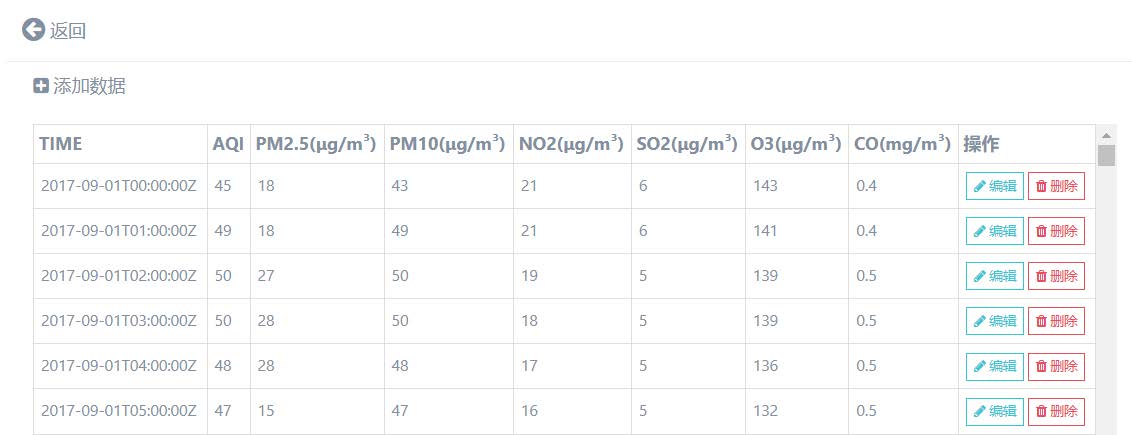 返回
添加数据
TIME AQI PM2.5(μg/m³) PM10(μg/m³) NO2(μg/m³) SO2(μg/m³) O3(μg/m³) CO(mg/m³) 操作
2017-09-01T00:00:00Z 45 18 43 21 6 143 0.4 编辑 删除
2017-09-01T01:00:00Z 49 18 49 21 6 141 0.4 编辑 删除
2017-09-01T02:00:00Z 50 27 50 19 5 139 0.5 编辑 删除
2017-09-01T03:00:00Z 50 28 50 18 5 139 0.5 编辑 删除
2017-09-01T04:00:00Z 48 28 48 17 5 136 0.5 编辑 删除
2017-09-01T05:00:00Z 47 15 47 16 5 132 0.5 编辑 删除